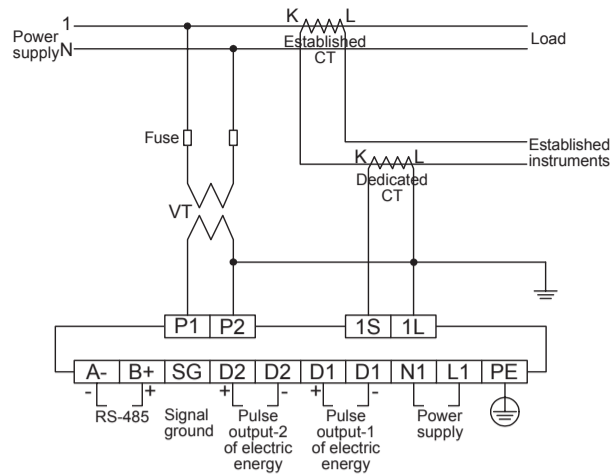 K L
1
Power
supply N
Established
CT
Load
Fuse
Established
instruments
K L
Dedicated
CT
VT
P1 P2 1S 1L
A- B+ SG D2 D2 D1 D1 N1 L1 PE
- + + - + -
RS-485
Signal
ground
Pulse
output-2
of electric
energy
Pulse
output-1
of electric
energy
Power
supply